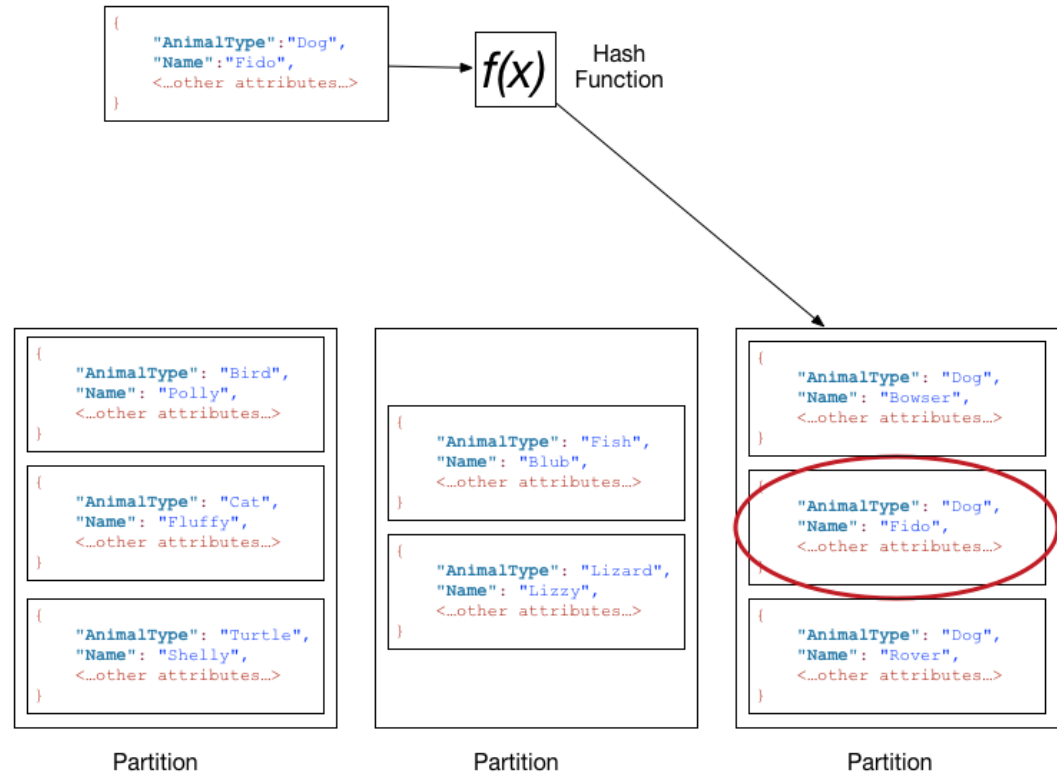 {
"AnimalType":"Dog",
"Name":"Fido",
<…other attributes…>
}
f(x)
Hash
Function
{
"AnimalType": "Bird",
"Name": "Polly",
<…other attributes…>
}
{
"AnimalType": "Cat",
"Name": "Fluffy",
<…other attributes…>
}
{
"AnimalType": "Turtle",
"Name": "Shelly",
<…other attributes…>
}
Partition
{
"AnimalType": "Fish",
"Name": "Blub",
<…other attributes…>
}
{
"AnimalType": "Lizard",
"Name": "Lizzy",
<…other attributes…>
}
Partition
{
"AnimalType": "Dog",
"Name": "Bowser",
<…other attributes…>
}
{
"AnimalType": "Dog",
"Name": "Fido",
<…other attributes…>
}
{
"AnimalType": "Dog",
"Name": "Rover",
<…other attributes…>
}
Partition